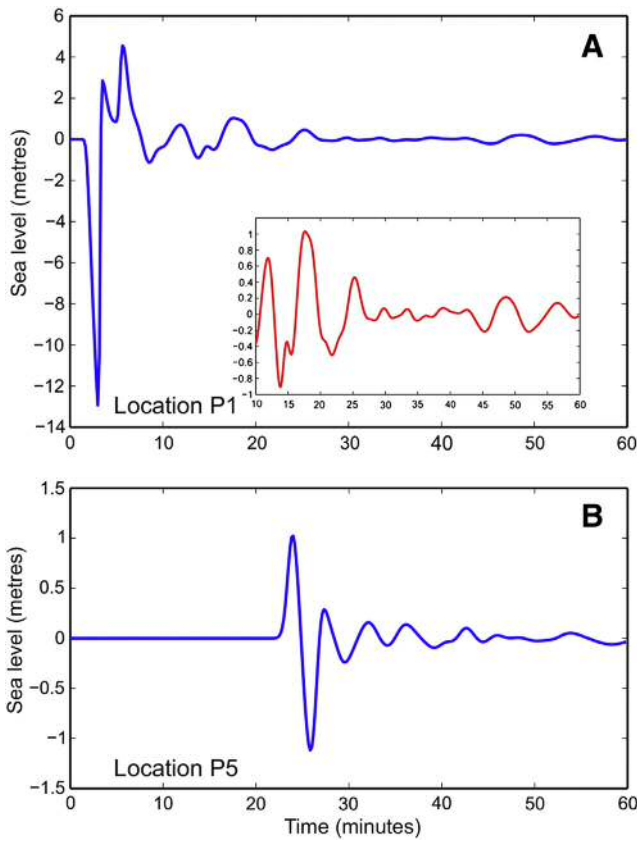 A
6
4
2
0
−2
−4
−6
−8
−10
−12
−14
Sea level (metres)
1
0.8
0.6
0.4
0.2
0
-0.2
-0.4
-0.6
-0.8
-1
10 15 20 25 30 35 40 45 50 55 60
Location P1
0 10 20 30 40 50 60
B
1.5
1
0.5
0
−0.5
−1
−1.5
Sea level (metres)
Location P5
0 10 20 30 40 50 60
Time (minutes)